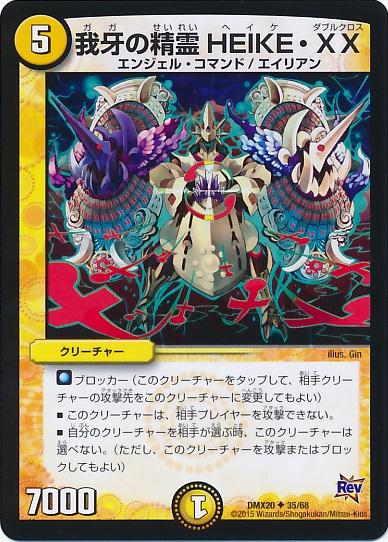 5
ガガ せいれい ヘイケ ダブルクロス
我牙の精霊 HEIKE・XX
エンジェル・コマンド / エイリアン
クリーチャー
illus. Gin
ブロッカー (このクリーチャーをタップして、相手クリー
チャーの攻撃先をこのクリーチャーに変更してもよい)
■ このクリーチャーは、相手プレイヤーを攻撃できない。
■ 自分のクリーチャーを相手が選ぶ時、このクリーチャーは
選べない。(ただし、このクリーチャーを攻撃またはブロック
してもよい)
7000
1
Rev
DMX20 ◆ 35/68
©2015 Wizards/Shogakukan/Mitsui-Kids